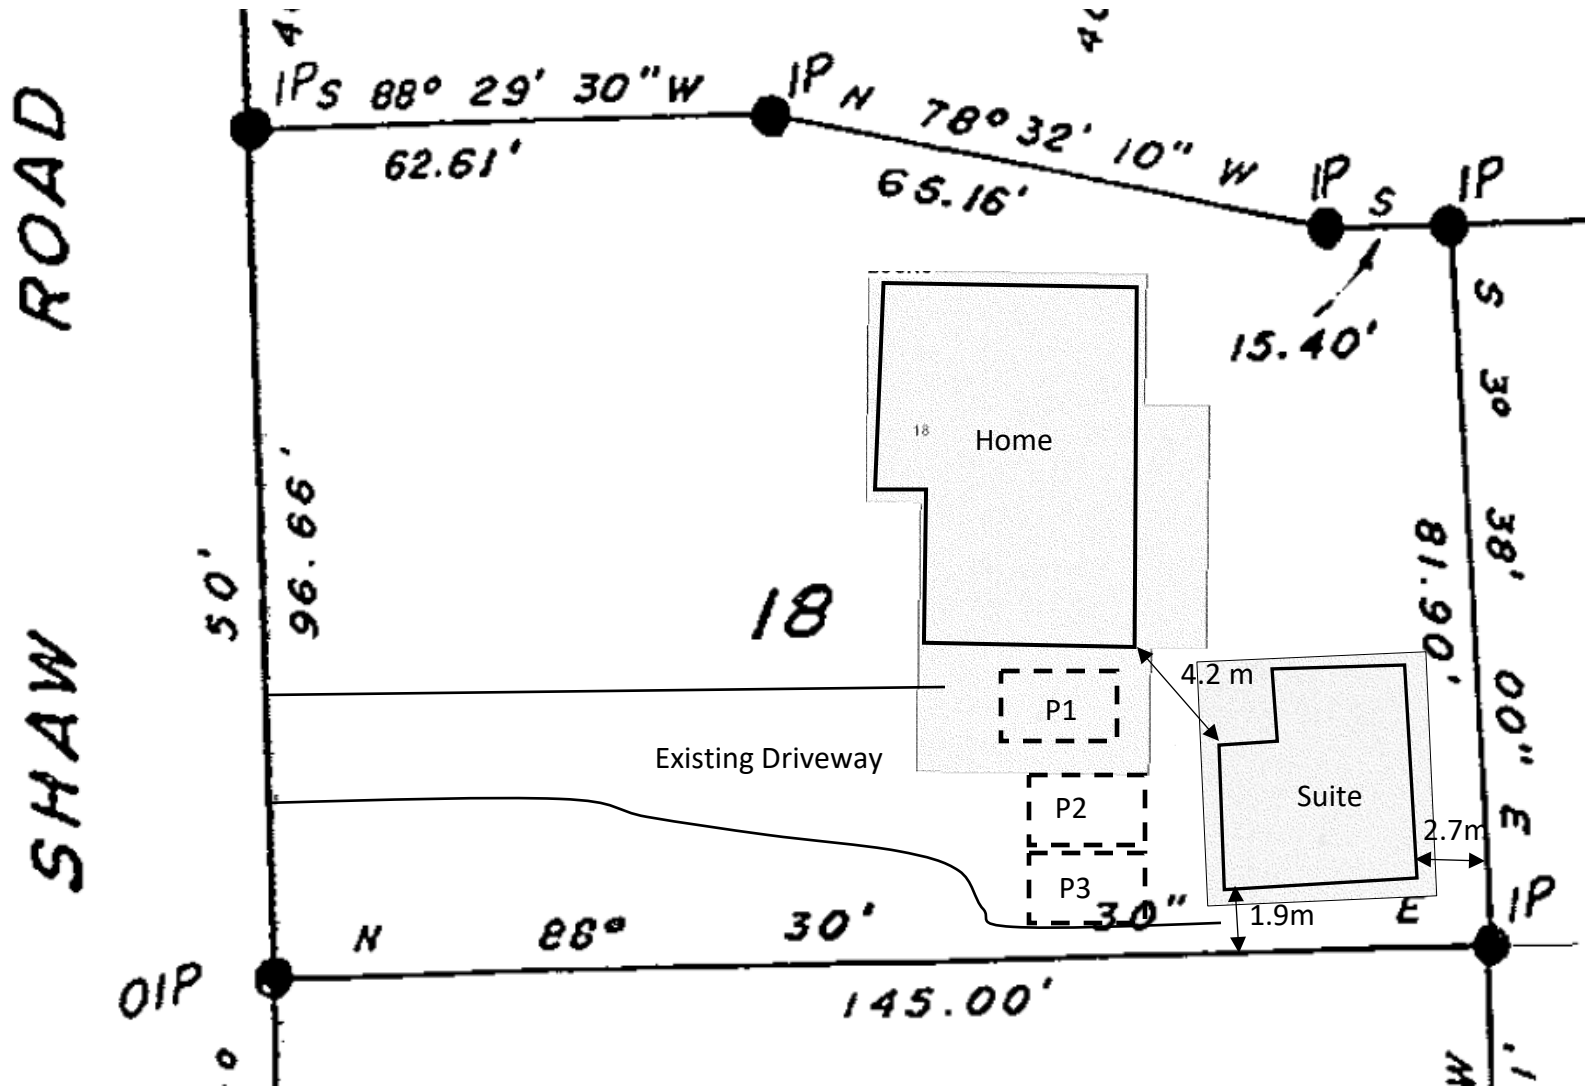 IP
S 88° 29' 30" W
62.61'
IP
N 78° 32' 10" W
65.16'
IP
S
IP
15.40'
S 3° 38' 00" E
81.90'
SHAW ROAD
50'
96.66'
18
Home
18
4.2 m
P1
Existing Driveway
P2
P3
Suite
2.7m
1.9m
IP
OIP
N 86° 30' 30" E
145.00'